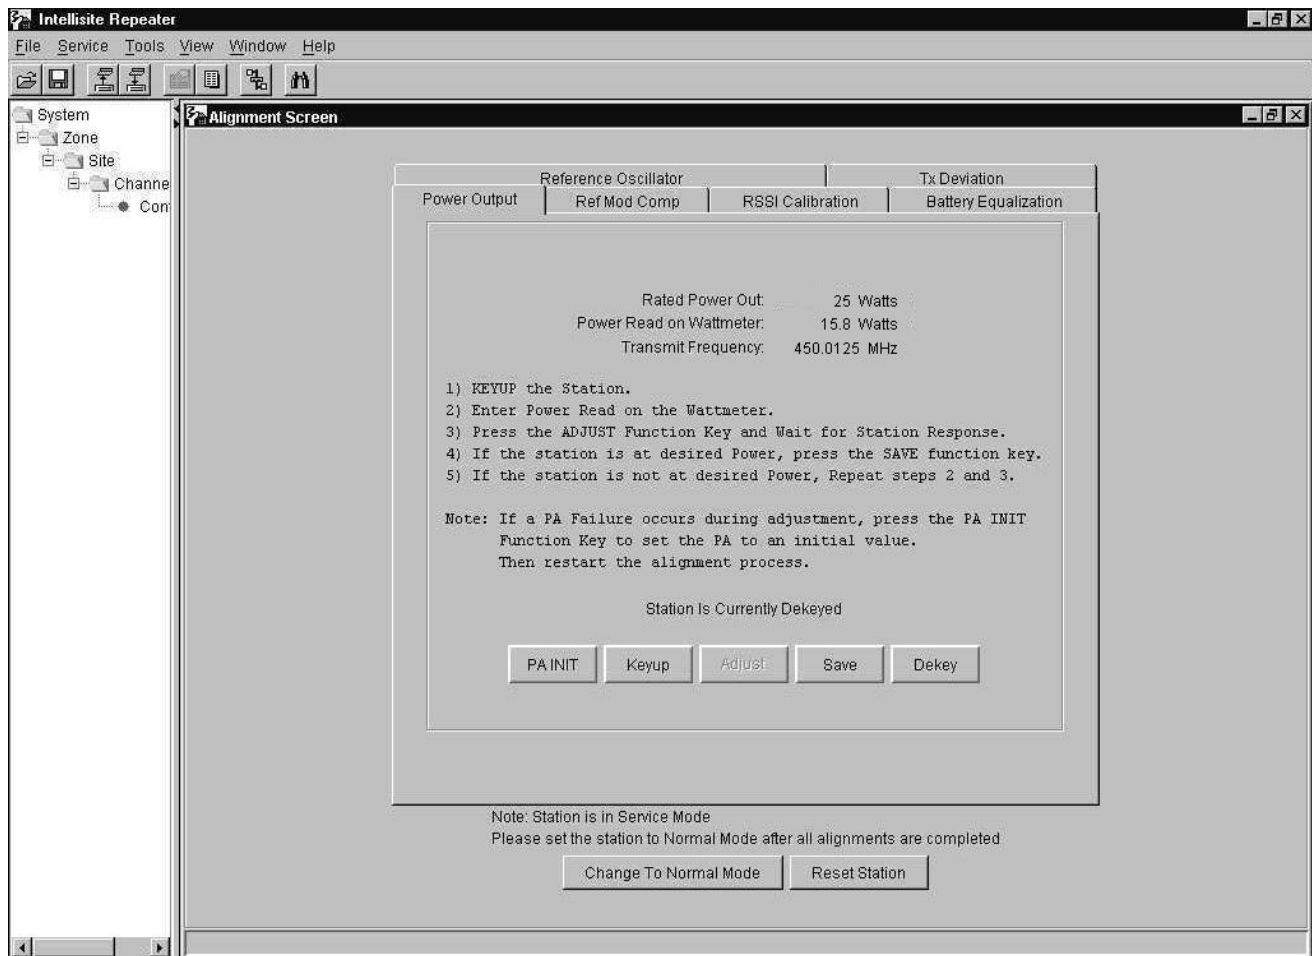 Intellisite Repeater
File Service Tools View Window Help
System
Zone
Site
Channe
Con
Alignment Screen
Reference Oscillator Tx Deviation
Power Output Ref Mod Comp RSSI Calibration Battery Equalization
Rated Power Out: 25 Watts
Power Read on Wattmeter: 15.8 Watts
Transmit Frequency: 450.0125 MHz
1) KEYUP the Station.
2) Enter Power Read on the Wattmeter.
3) Press the ADJUST Function Key and Wait for Station Response.
4) If the station is at desired Power, press the SAVE function key.
5) If the station is not at desired Power, Repeat steps 2 and 3.
Note: If a PA Failure occurs during adjustment, press the PA INIT
Function Key to set the PA to an initial value.
Then restart the alignment process.
Station Is Currently Dekeyed
PA INIT Keyup Adjust Save Dekey
Note: Station is in Service Mode
Please set the station to Normal Mode after all alignments are completed
Change To Normal Mode Reset Station